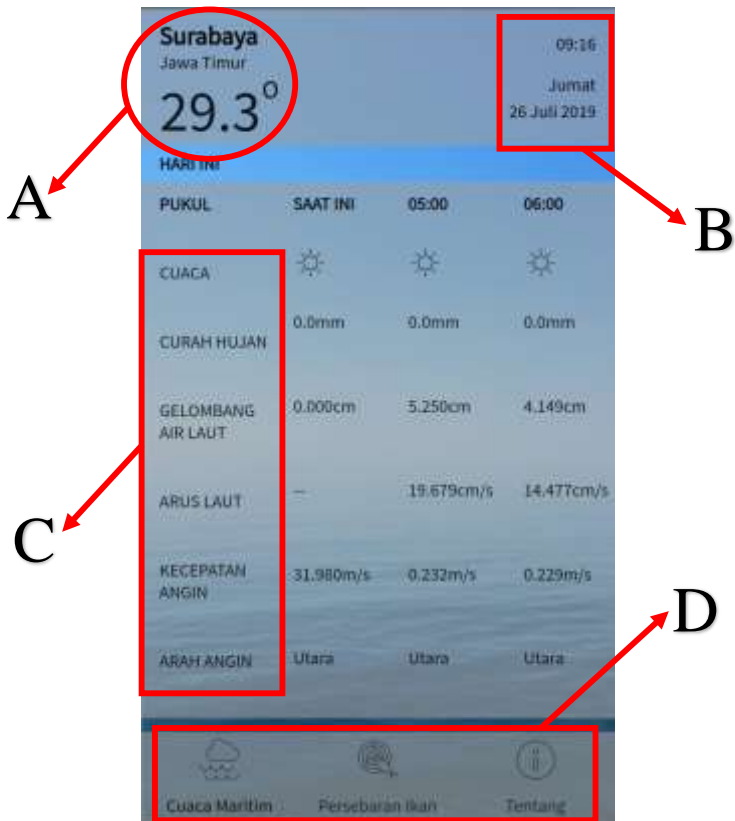 Surabaya
Jawa Timur
29.3°
09:16
Jumat
26 Juli 2019
A
B
HARI INI
PUKUL SAAT INI 05:00 06:00
CUACA
CURAH HUJAN 0.0mm 0.0mm 0.0mm
GELOMBANG AIR LAUT 0.000cm 5.250cm 4.149cm
ARUS LAUT -- 19.679cm/s 14.477cm/s
C
KECEPATAN ANGIN 31.980m/s 0.232m/s 0.229m/s
D
ARAH ANGIN Utara Utara Utara
Cuaca Maritim Persebaran Ikan Tentang